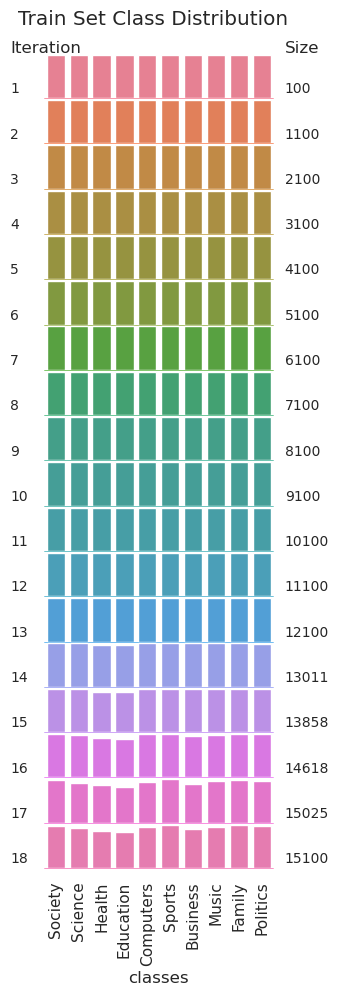 Train Set Class Distribution
Iteration Size
1 100
2 1100
3 2100
4 3100
5 4100
6 5100
7 6100
8 7100
9 8100
10 9100
11 10100
12 11100
13 12100
14 13011
15 13858
16 14618
17 15025
18 15100
Society
Science
Health
Education
Computers
Sports
Business
Music
Family
Politics
classes